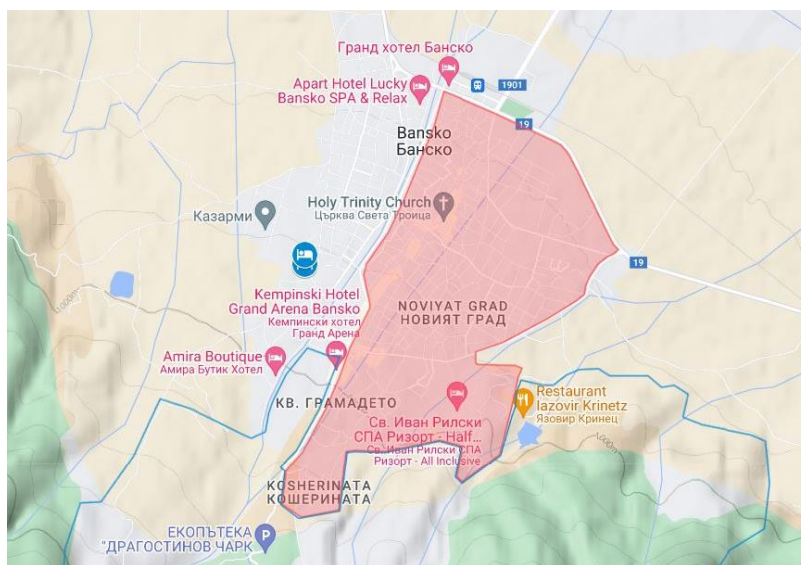 Гранд хотел Банско
Apart Hotel Lucky
Bansko SPA & Relax
1901
19
Bansko
Банско
Holy Trinity Church
Църква Света Троица
Казарми
19
Kempinski Hotel
Grand Arena Bansko
Кемпински хотел
Гранд Арена
NOVIYAT GRAD
НОВИЯТ ГРАД
Amira Boutique
Амира Бутик Хотел
Restaurant
Iazovir Krinetz
Язовир Кринец
КВ. ГРАМАДЕТО
Св. Иван Рилски
СПА Ризорт - Half...
Св. Иван Рилски СПА
Ризорт - All Inclusive
1000m
1000m
KOSHERINATA
КОШЕРИНАТА
ЕКОПЪТЕКА
"ДРАГОСТИНОВ ЧАРК
P